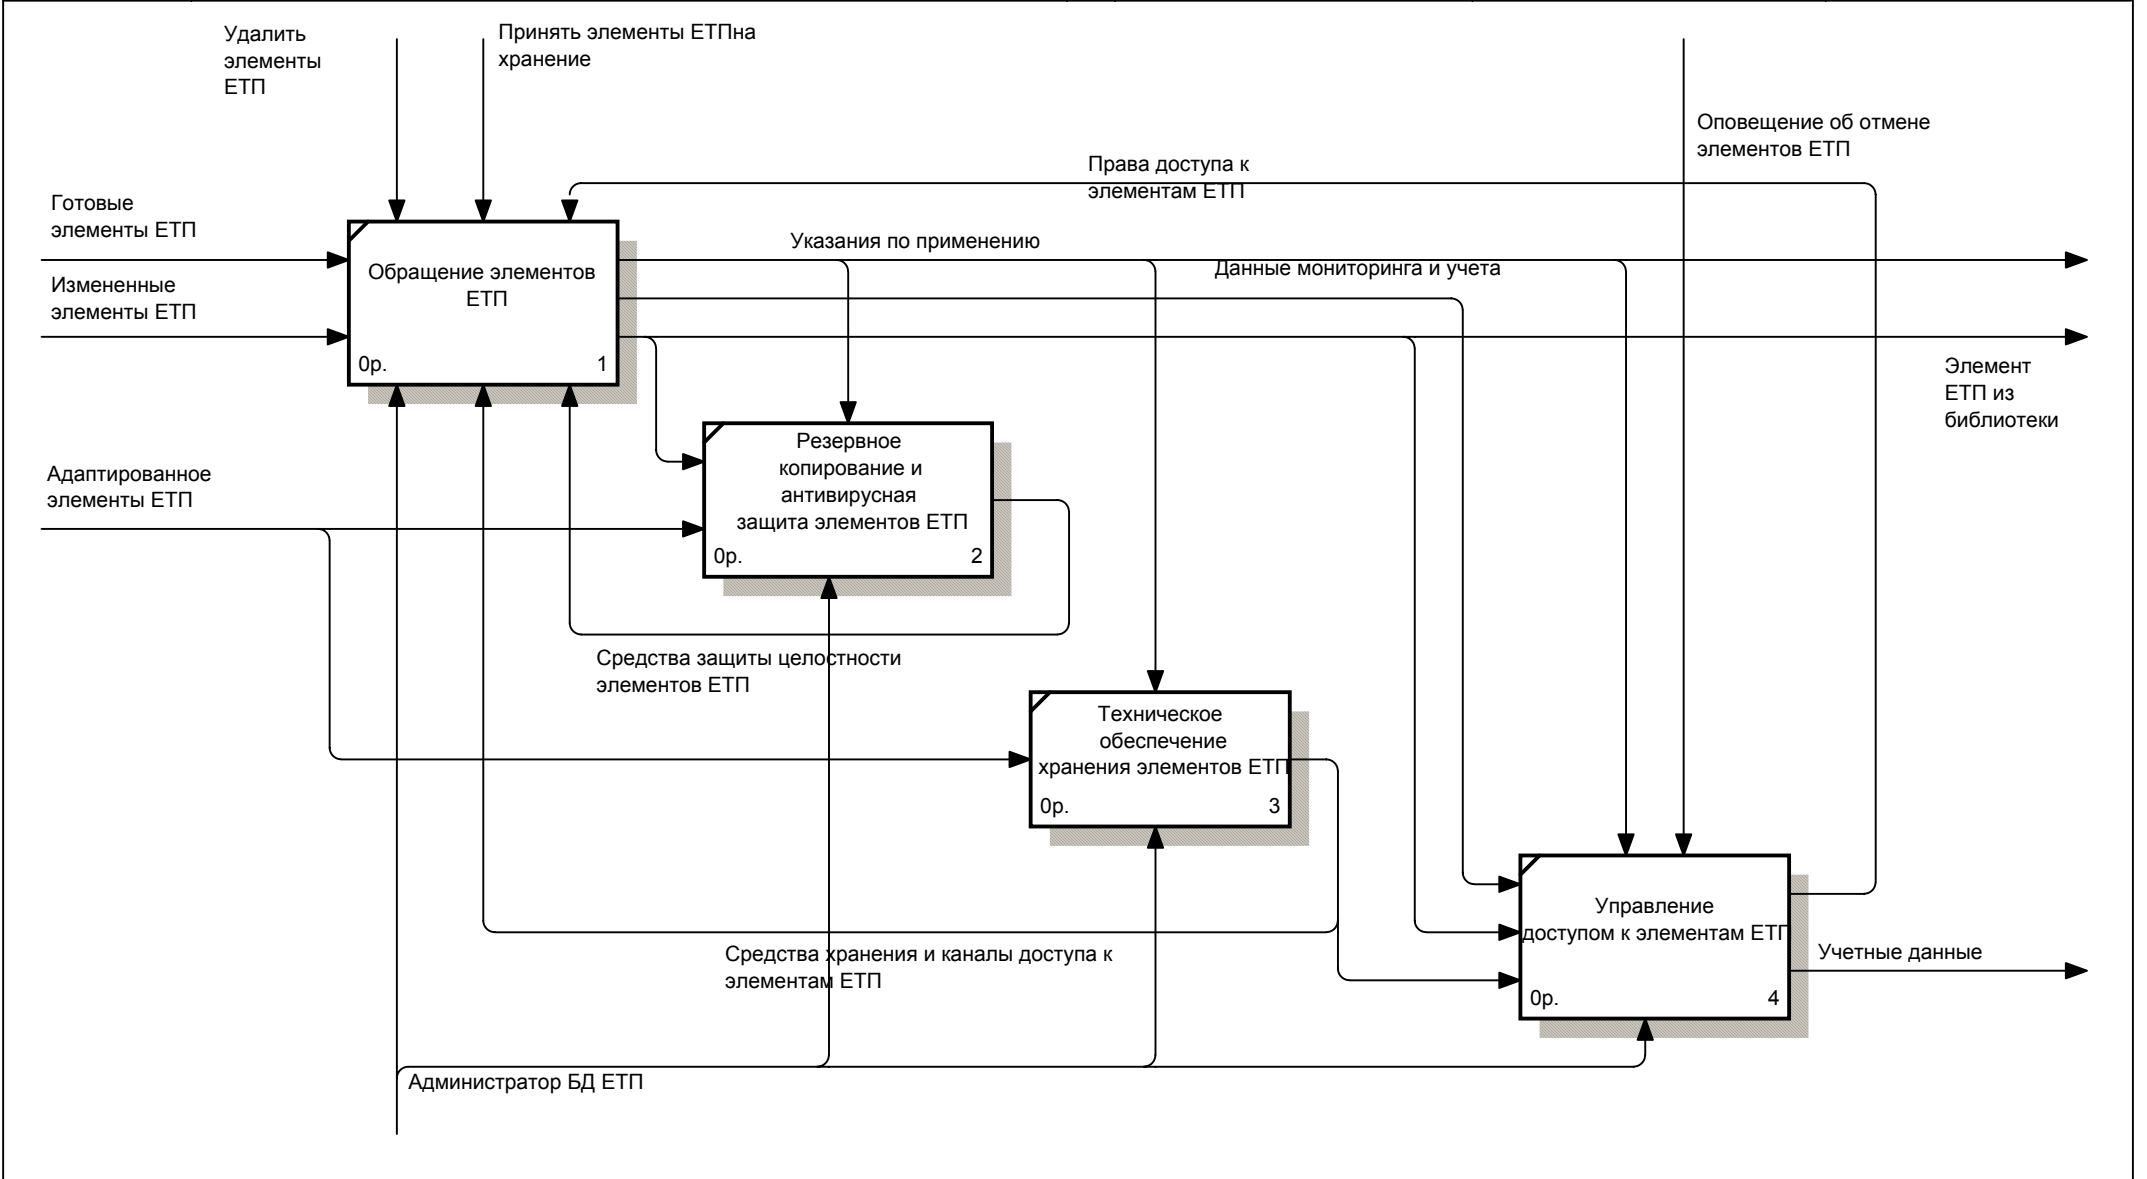 Удалить
элементы
ЕТП
Принять элементы ЕТПна
хранение
Оповещение об отмене
элементов ЕТП
Права доступа к
элементам ЕТП
Готовые
элементы ЕТП
Указания по применению
Данные мониторинга и учета
Обращение элементов
ЕТП
0р. 1
Измененные
элементы ЕТП
Элемент
ЕТП из
библиотеки
Резервное
копирование и
антивирусная
защита элементов ЕТП
0р. 2
Адаптированное
элементы ЕТП
Средства защиты целостности
элементов ЕТП
Техническое
обеспечение
хранения элементов ЕТП
0р. 3
Управление
доступом к элементам ЕТП
0р. 4
Учетные данные
Средства хранения и каналы доступа к
элементам ЕТП
Администратор БД ЕТП